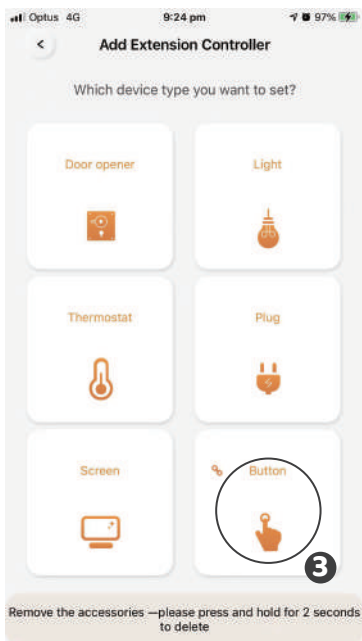 Optus 4G 9:24 pm 97%
Add Extension Controller
Which device type you want to set?
Door opener Light
Thermostat Plug
Screen Button
3
Remove the accessories —please press and hold for 2 seconds
to delete